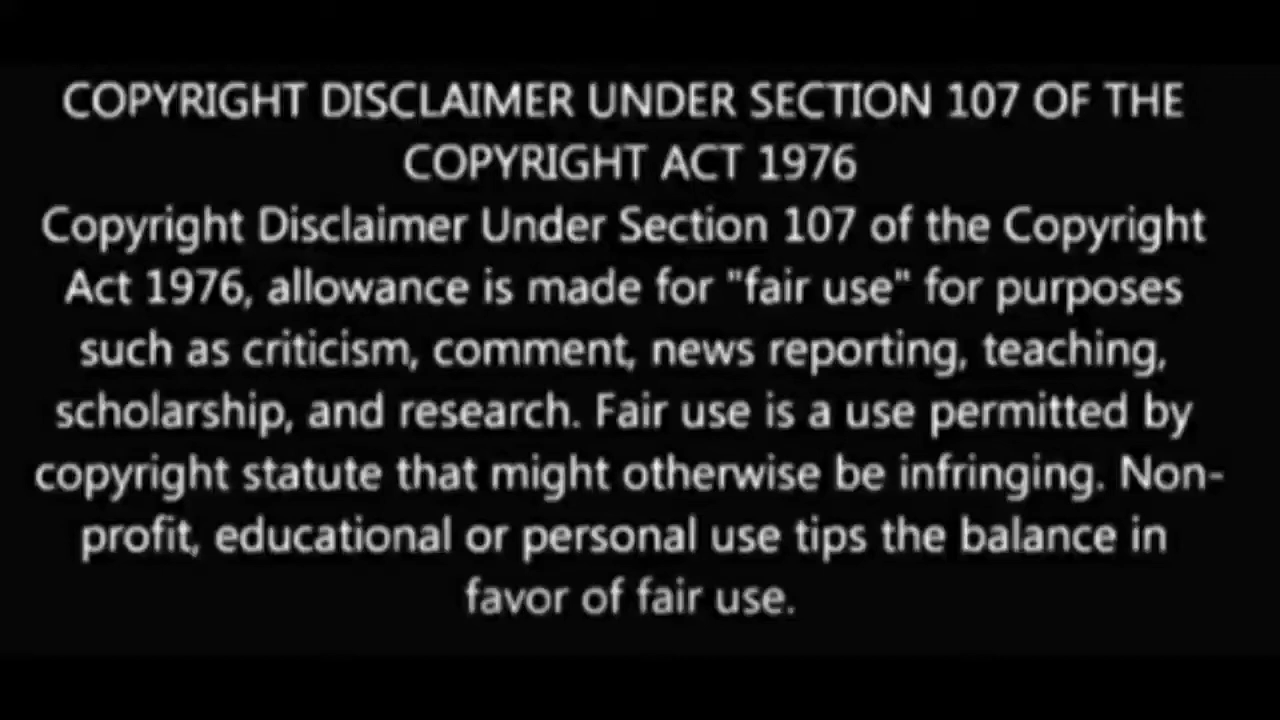 COPYRIGHT DISCLAIMER UNDER SECTION 107 OF THE
COPYRIGHT ACT 1976
Copyright Disclaimer Under Section 107 of the Copyright
Act 1976, allowance is made for "fair use" for purposes
such as criticism, comment, news reporting, teaching,
scholarship, and research. Fair use is a use permitted by
copyright statute that might otherwise be infringing. Non-
profit, educational or personal use tips the balance in
favor of fair use.